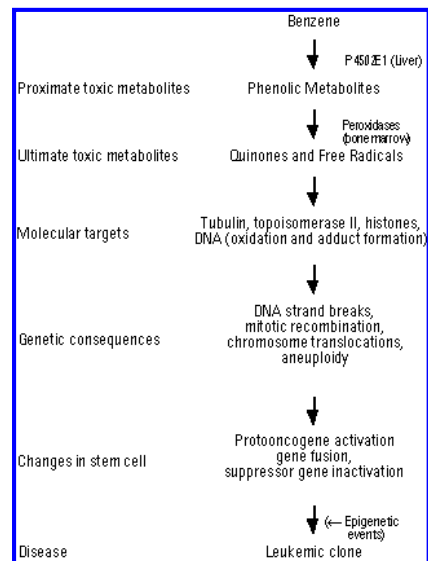 Benzene
P4502E1 (Liver)
Proximate toxic metabolites Phenolic Metabolites
Peroxidases
(bone marrow)
Ultimate toxic metabolites Quinones and Free Radicals
Molecular targets
Tubulin, topoisomerase II, histones,
DNA (oxidation and adduct formation)
Genetic consequences
DNA strand breaks,
mitotic recombination,
chromosome translocations,
aneuploidy
Changes in stem cell
Protooncogene activation
gene fusion,
suppressor gene inactivation
(← Epigenetic
events)
Disease Leukemic clone